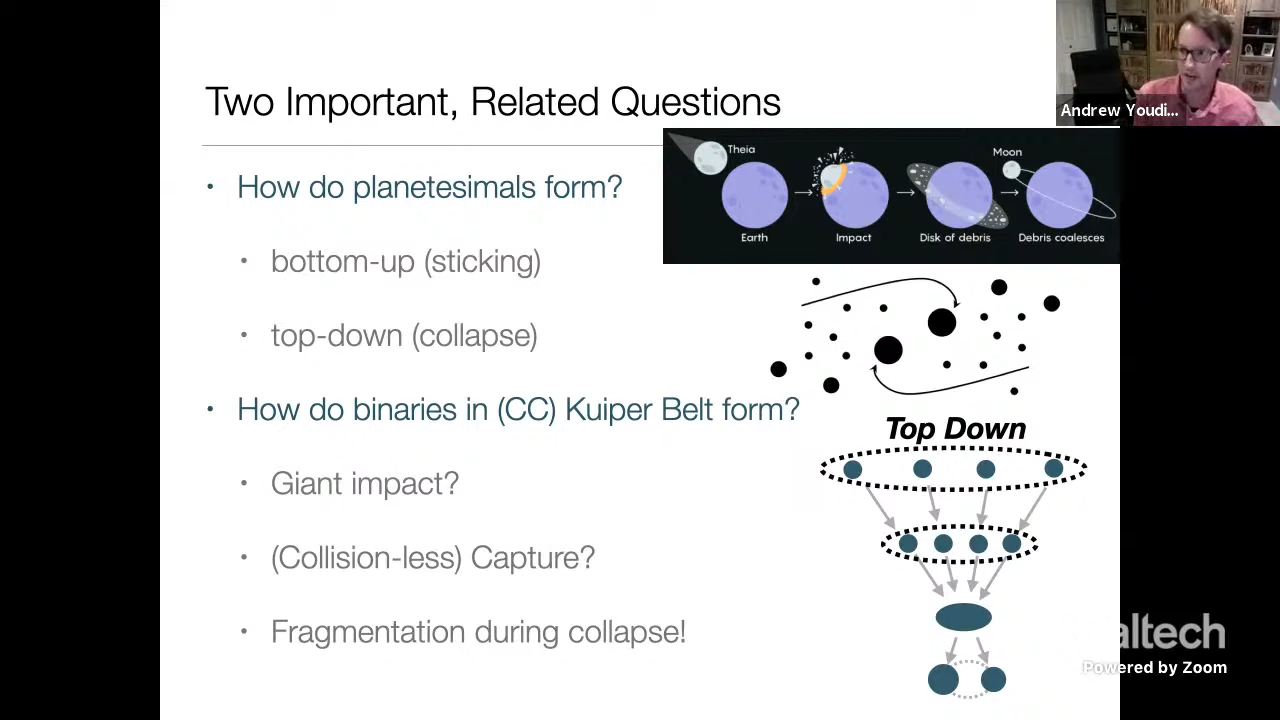 Two Important, Related Questions
Andrew Youdi...
Theia
Moon
Earth
Impact
Disk of debris
Debris coalesces
• How do planetesimals form?
• bottom-up (sticking)
• top-down (collapse)
• How do binaries in (CC) Kuiper Belt form?
• Giant impact?
• (Collision-less) Capture?
• Fragmentation during collapse!
Top Down
altech
Powered by Zoom